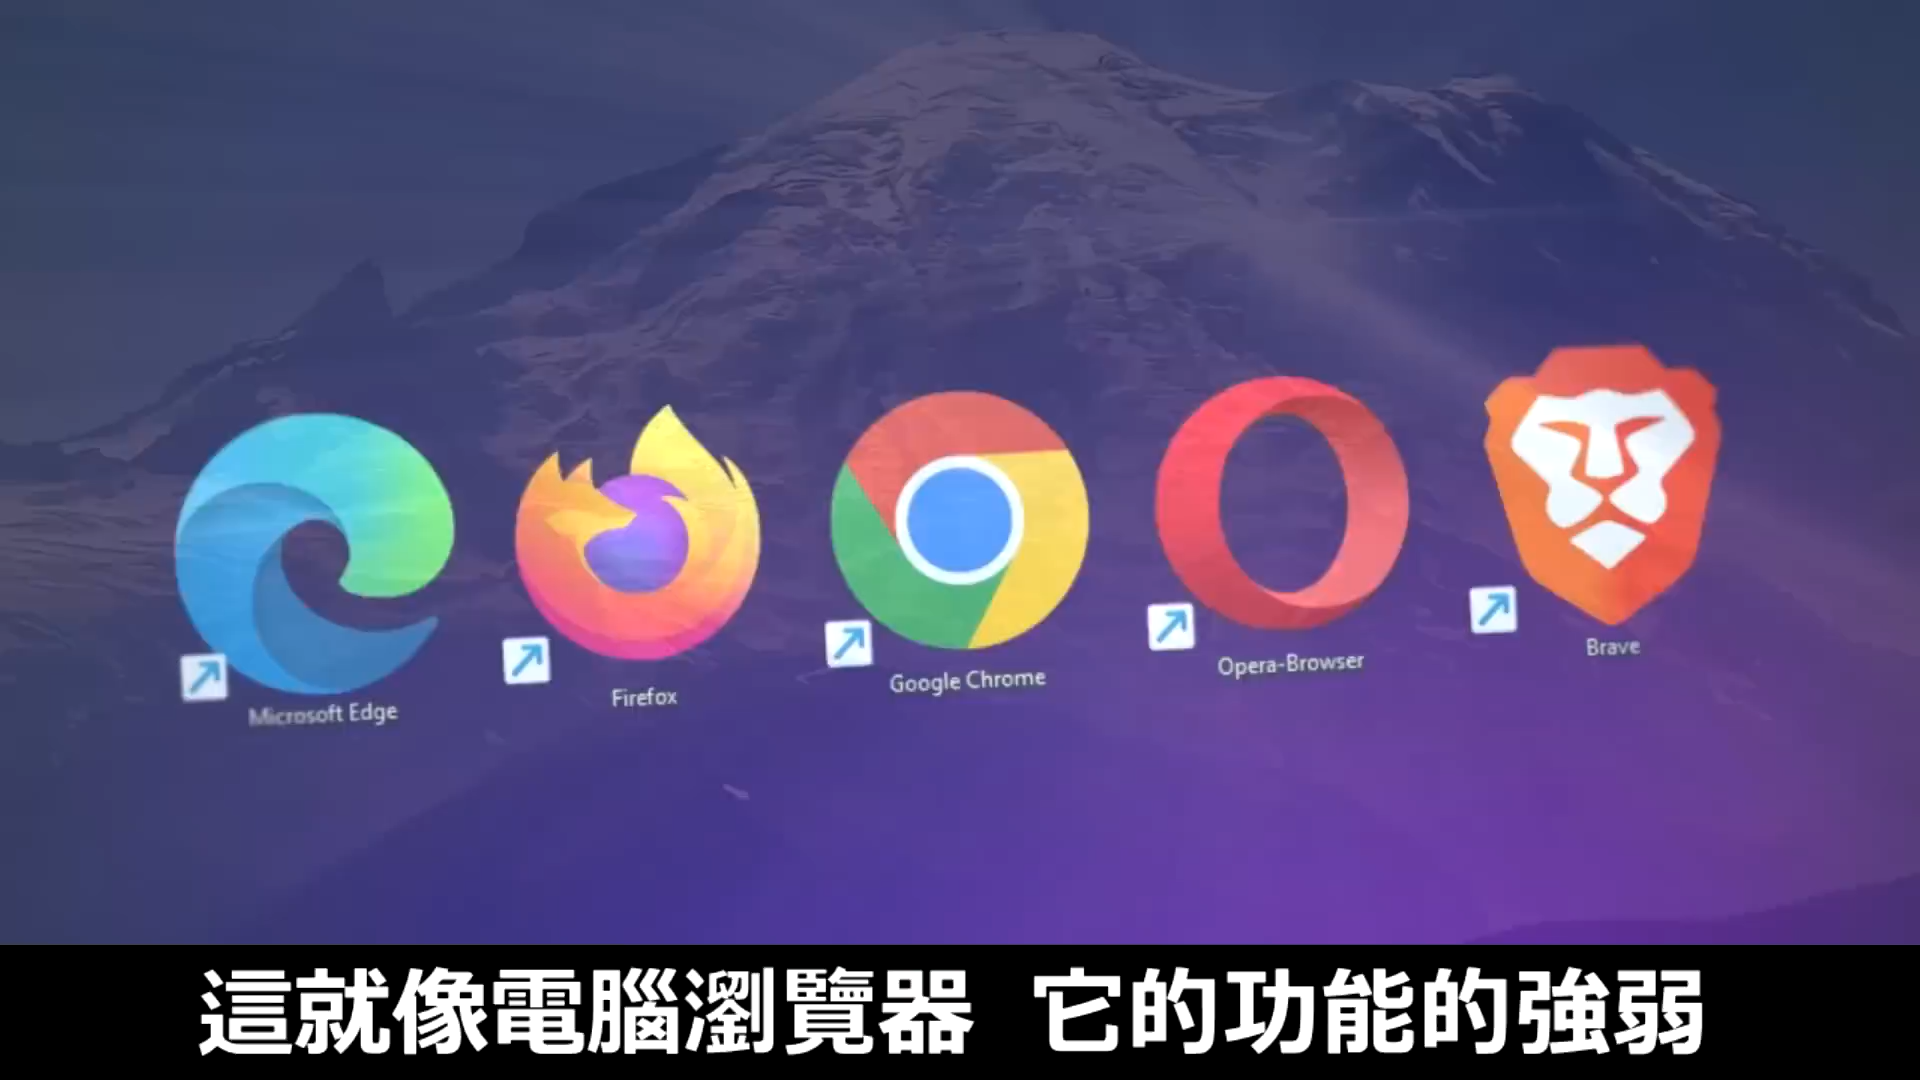 Microsoft Edge
Firefox
Google Chrome
Opera-Browser
Brave
這就像電腦瀏覽器 它的功能的強弱